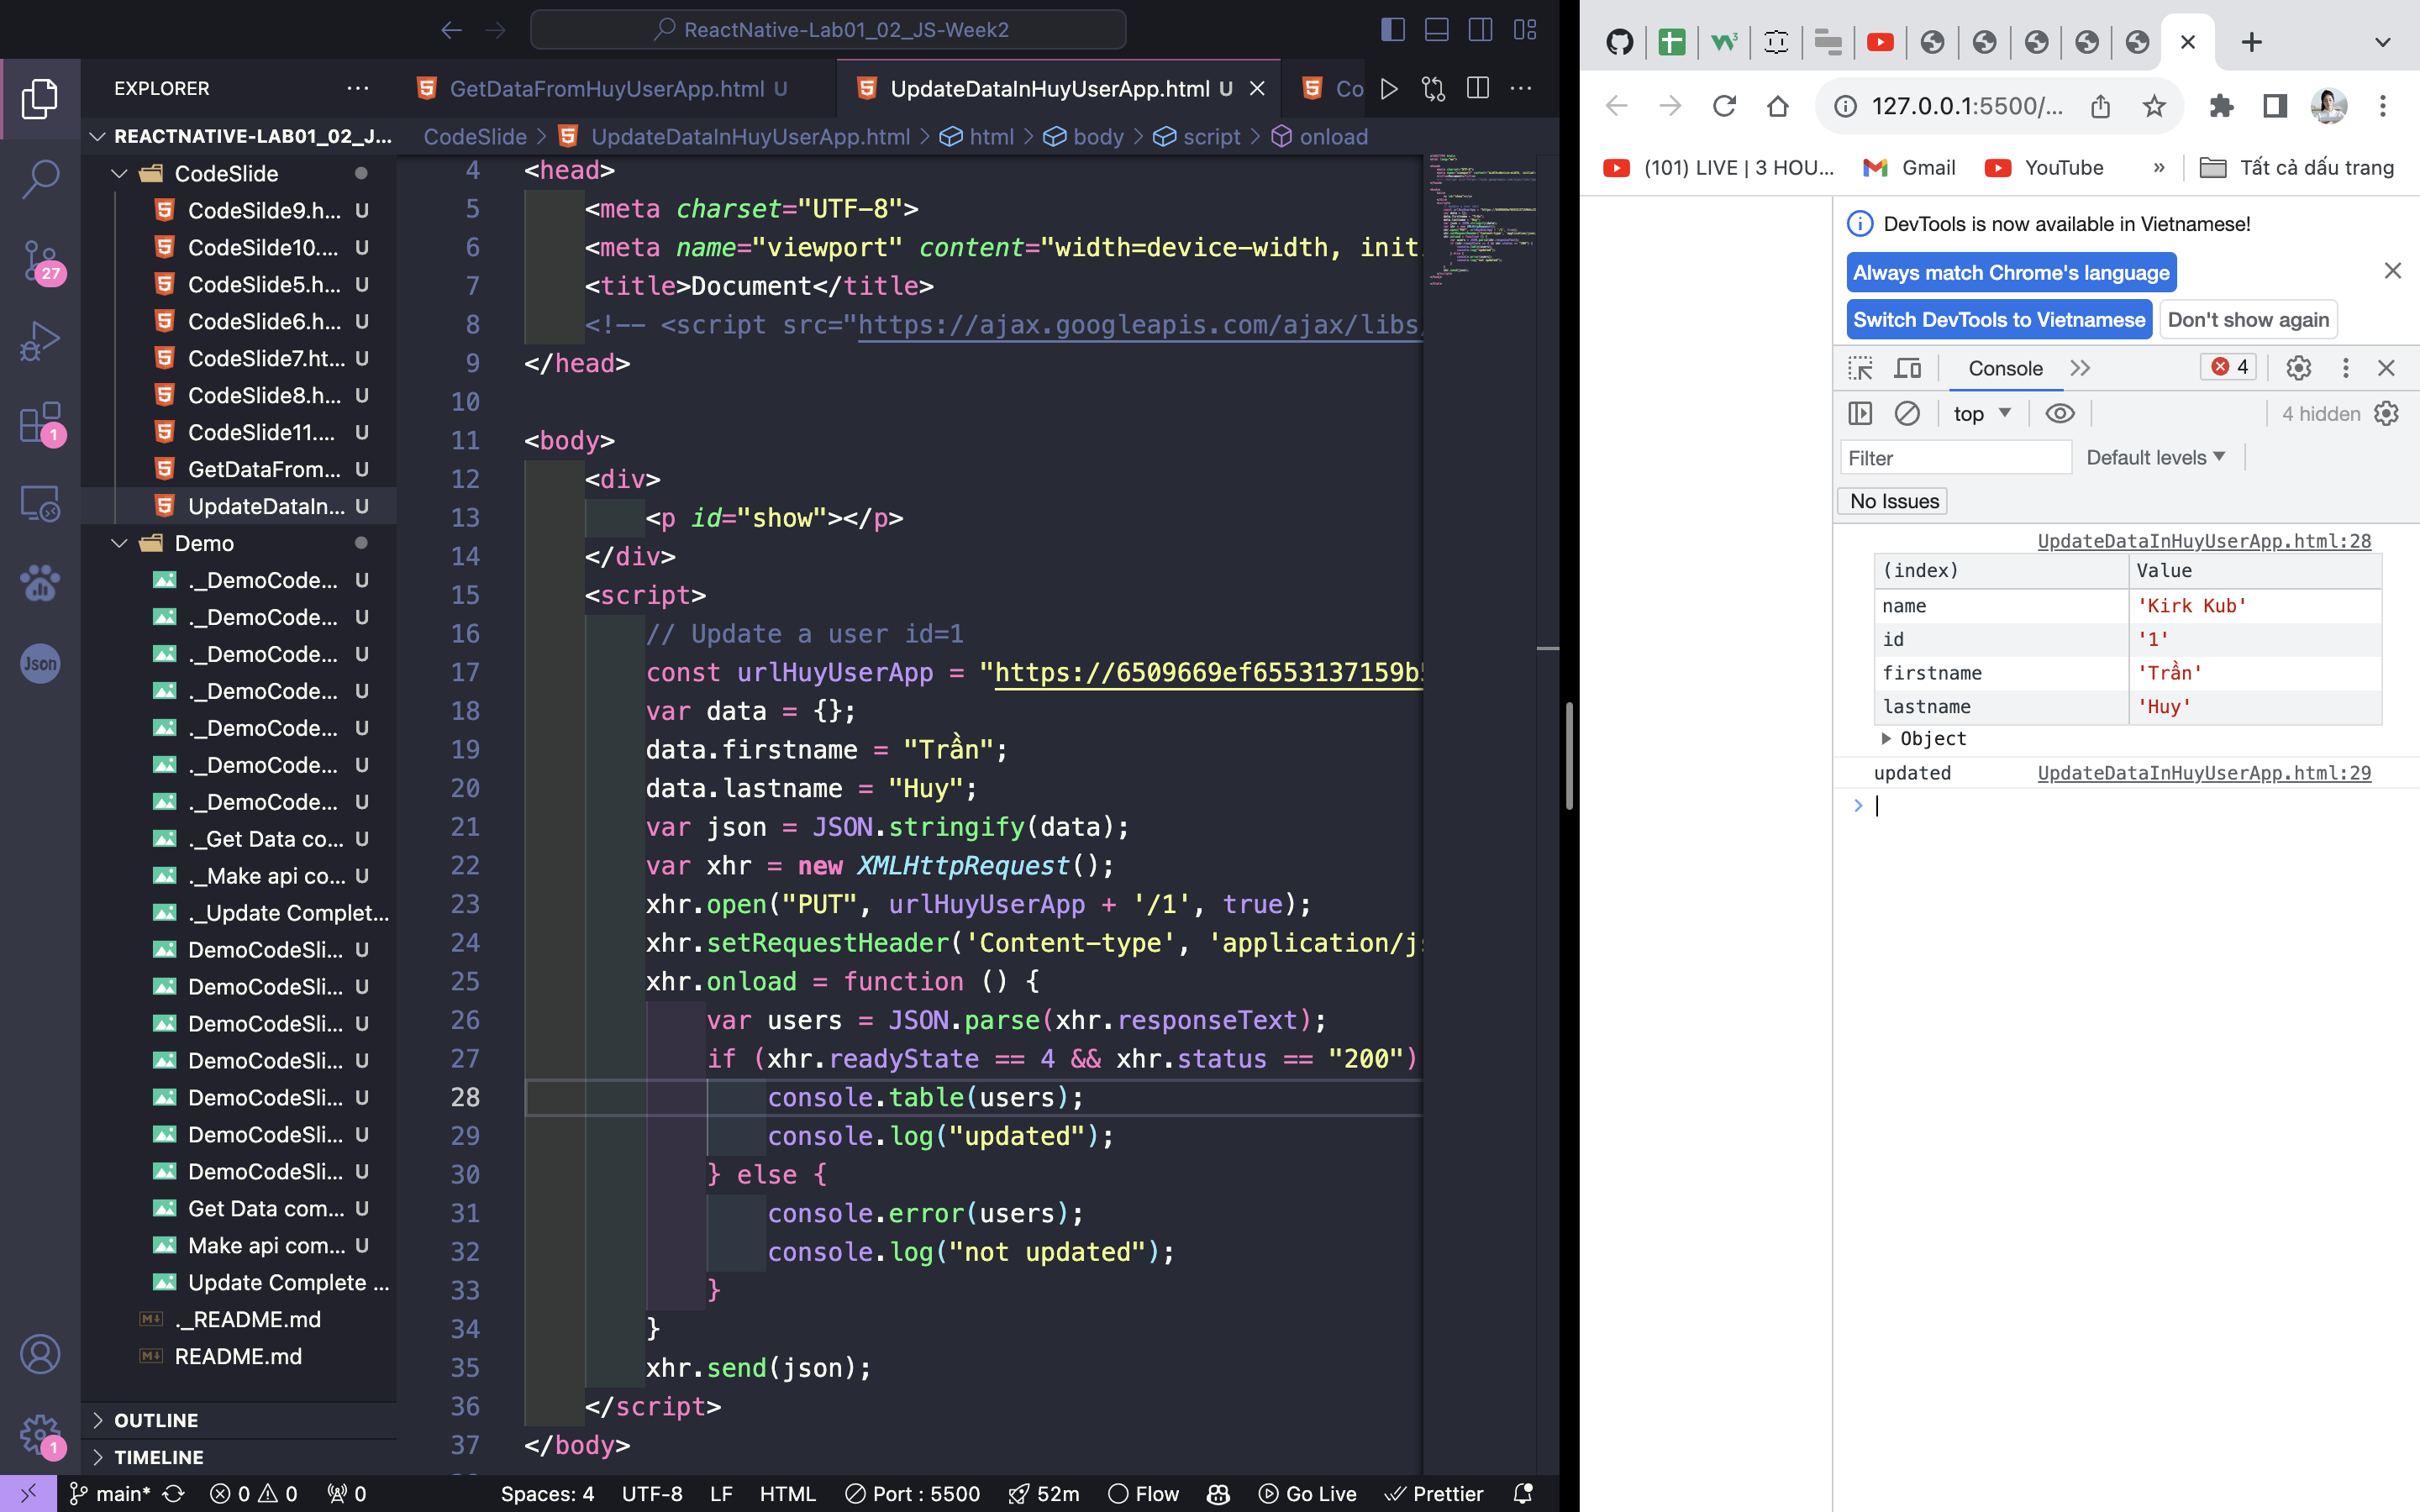 ReactNative-Lab01_02_JS-Week2
EXPLORER
REACTNATIVE-LAB01_02_J...
CodeSlide
CodeSilde9.h... U
CodeSilde10.... U
CodeSlide5.h... U
CodeSlide6.h... U
CodeSlide7.ht... U
CodeSlide8.h... U
CodeSlide11.... U
GetDataFrom... U
UpdateDataIn... U
Demo
._DemoCode... U
._DemoCode... U
._DemoCode... U
._DemoCode... U
._DemoCode... U
._DemoCode... U
._DemoCode... U
._Get Data co... U
._Make api co... U
._Update Complet...
DemoCodeSli... U
DemoCodeSli... U
DemoCodeSli... U
DemoCodeSli... U
DemoCodeSli... U
DemoCodeSli... U
DemoCodeSli... U
Get Data com... U
Make api com... U
Update Complete ...
._README.md
README.md
OUTLINE
TIMELINE
27
1
Json
1
GetDataFromHuyUserApp.html U
UpdateDataInHuyUserApp.html U
Co
CodeSlide > UpdateDataInHuyUserApp.html > html > body > script > onload
4 <head>
5 <meta charset="UTF-8">
6 <meta name="viewport" content="width=device-width, init
7 <title>Document</title>
8 <!-- <script src="https://ajax.googleapis.com/ajax/libs/
9 </head>
10
11 <body>
12 <div>
13 <p id="show"></p>
14 </div>
15 <script>
16 // Update a user id=1
17 const urlHuyUserApp = "https://6509669ef6553137159b
18 var data = {};
19 data.firstname = "Trần";
20 data.lastname = "Huy";
21 var json = JSON.stringify(data);
22 var xhr = new XMLHttpRequest();
23 xhr.open("PUT", urlHuyUserApp + '/1', true);
24 xhr.setRequestHeader('Content-type', 'application/j
25 xhr.onload = function () {
26 var users = JSON.parse(xhr.responseText);
27 if (xhr.readyState == 4 && xhr.status == "200")
28 console.table(users);
29 console.log("updated");
30 } else {
31 console.error(users);
32 console.log("not updated");
33 }
34 }
35 xhr.send(json);
36 </script>
37 </body>
main* 0 0 0
Spaces: 4 UTF-8 LF HTML Port : 5500 52m Flow Go Live Prettier
127.0.0.1:5500/...
(101) LIVE | 3 HOU... Gmail YouTube » Tất cả dấu trang
DevTools is now available in Vietnamese!
Always match Chrome's language
Switch DevTools to Vietnamese Don't show again
Console 4
top 4 hidden
Filter Default levels
No Issues
UpdateDataInHuyUserApp.html:28
(index) Value
name 'Kirk Kub'
id '1'
firstname 'Trần'
lastname 'Huy'
Object
updated UpdateDataInHuyUserApp.html:29